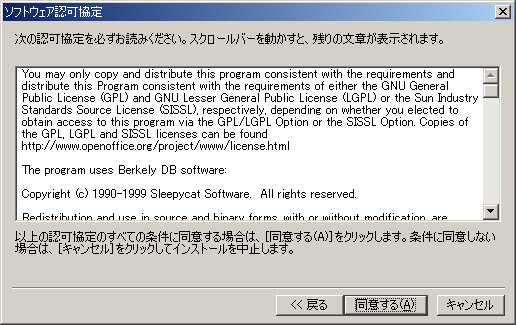 ソフトウェア認可協定
次の認可協定を必ずお読みください。スクロールバーを動かすと、残りの文章が表示されます。
You may only copy and distribute this program consistent with the requirements and
distribute this Program consistent with the requirements of either the GNU General
Public License (GPL) and GNU Lesser General Public License (LGPL) or the Sun Industry
Standards Source License (SISSL), respectively, depending on whether you elected to
obtain access to this program via the GPL/LGPL Option or the SISSL Option. Copies of
the GPL, LGPL and SISSL licenses can be found
http://www.openoffice.org/project/www/license.html
The program uses Berkely DB software:
Copyright (c) 1990-1999 Sleepycat Software. All rights reserved.
Redistribution and use in source and binary forms, with or without modification, are
以上の認可協定のすべての条件に同意する場合は、[同意する(A)]をクリックします。条件に同意しない
場合は、[キャンセル]をクリックしてインストールを中止します。
<< 戻る 同意する(A) キャンセル